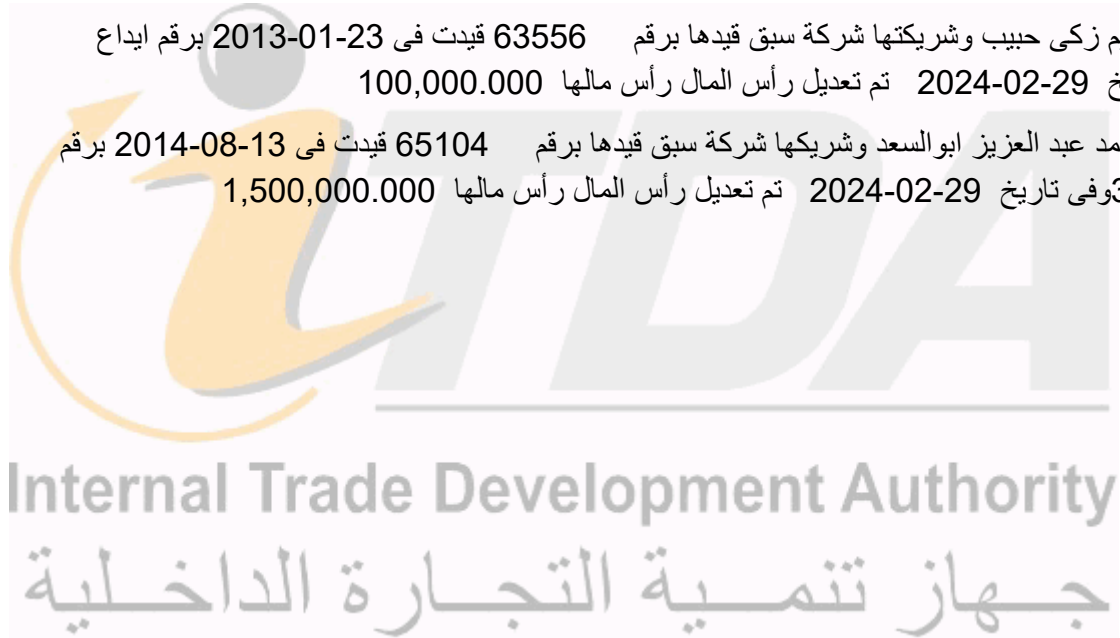 زكى حبيب وشريكتها شركة سبق قيدها برقم 63556 قيدت فى 23-01-2013 برقم ايداع
29-02-2024 تم تعديل رأس المال رأس مالها 100,000.000
عبد العزيز ابوالسعد وشريكها شركة سبق قيدها برقم 65104 قيدت فى 13-08-2014 برقم
وفى تاريخ 29-02-2024 تم تعديل رأس المال رأس مالها 1,500,000.000
iTDA
Internal Trade Development Authority
جهاز تنمية التجارة الداخلية